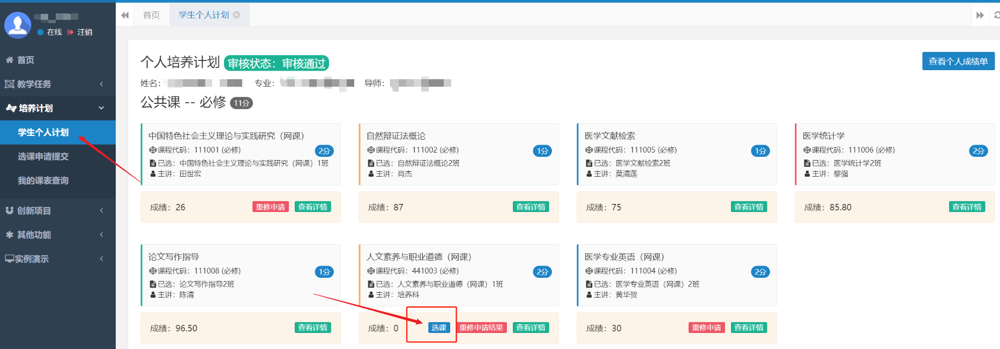 在线 注销
首页
教学任务
培养计划
学生个人计划
选课申请提交
我的课表查询
创新项目
其他功能
实例演示
首页 学生个人计划
个人培养计划 审核状态：审核通过
查看个人成绩单
姓名： 专业： 导师：
公共课 -- 必修 11分
中国特色社会主义理论与实践研究（网课）
课程代码：111001 (必修)
2分
已选：中国特色社会主义理论与实践研究（网课）1班
主讲：田世宏
成绩：26 重修申请 查看详情
自然辩证法概论
课程代码：111002 (必修)
1分
已选：自然辩证法概论2班
主讲：肖杰
成绩：87 查看详情
医学文献检索
课程代码：111005 (必修)
1分
已选：医学文献检索2班
主讲：莫清莲
成绩：75 查看详情
医学统计学
课程代码：111006 (必修)
2分
已选：医学统计学2班
主讲：黎强
成绩：85.80 查看详情
论文写作指导
课程代码：111008 (必修)
1分
已选：论文写作指导2班
主讲：陈清
成绩：96.50 查看详情
人文素养与职业道德（网课）
课程代码：441003 (必修)
2分
已选：人文素养与职业道德（网课）1班
主讲：培养科
成绩：0 选课 重修申请结果 查看详情
医学专业英语（网课）
课程代码：111004 (必修)
2分
已选：医学专业英语（网课）2班
主讲：黄华贺
成绩：30 重修申请 查看详情